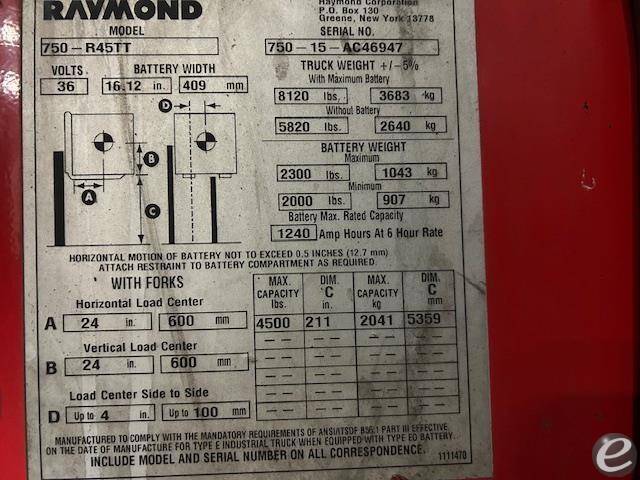 RAYMOND
Raymond Corporation
P.O. Box 130
Greene, New York 13778
MODEL
SERIAL NO.
750-R45TT
750-15-AC46947
VOLTS
BATTERY WIDTH
36
16.12 in.
409 mm
TRUCK WEIGHT +/-5%
With Maximum Battery
8120 lbs.
3683 kg
Without Battery
5820 lbs.
2640 kg
BATTERY WEIGHT
Maximum
2300 lbs.
1043 kg
Minimum
2000 lbs.
907 kg
Battery Max. Rated Capacity
1240 Amp Hours At 6 Hour Rate
D
B
A
C
HORIZONTAL MOTION OF BATTERY NOT TO EXCEED 0.5 INCHES (12.7 mm)
ATTACH RESTRAINT TO BATTERY COMPARTMENT AS REQUIRED
WITH FORKS
Horizontal Load Center
A 24 in. 600 mm
Vertical Load Center
B 24 in. 600 mm
Load Center Side to Side
D Up to 4 in. Up to 100 mm
MAX. CAPACITY lbs.
DIM. "C" in.
MAX. CAPACITY kg
DIM. C mm
4500 211 2041 5359
MANUFACTURED TO COMPLY WITH THE MANDATORY REQUIREMENTS OF ANSI/ITSDF B56.1 PART III EFFECTIVE
ON THE DATE OF MANUFACTURE FOR TYPE E INDUSTRIAL TRUCK WHEN EQUIPPED WITH TYPE EO BATTERY.
INCLUDE MODEL AND SERIAL NUMBER ON ALL CORRESPONDENCE.
1111470
e